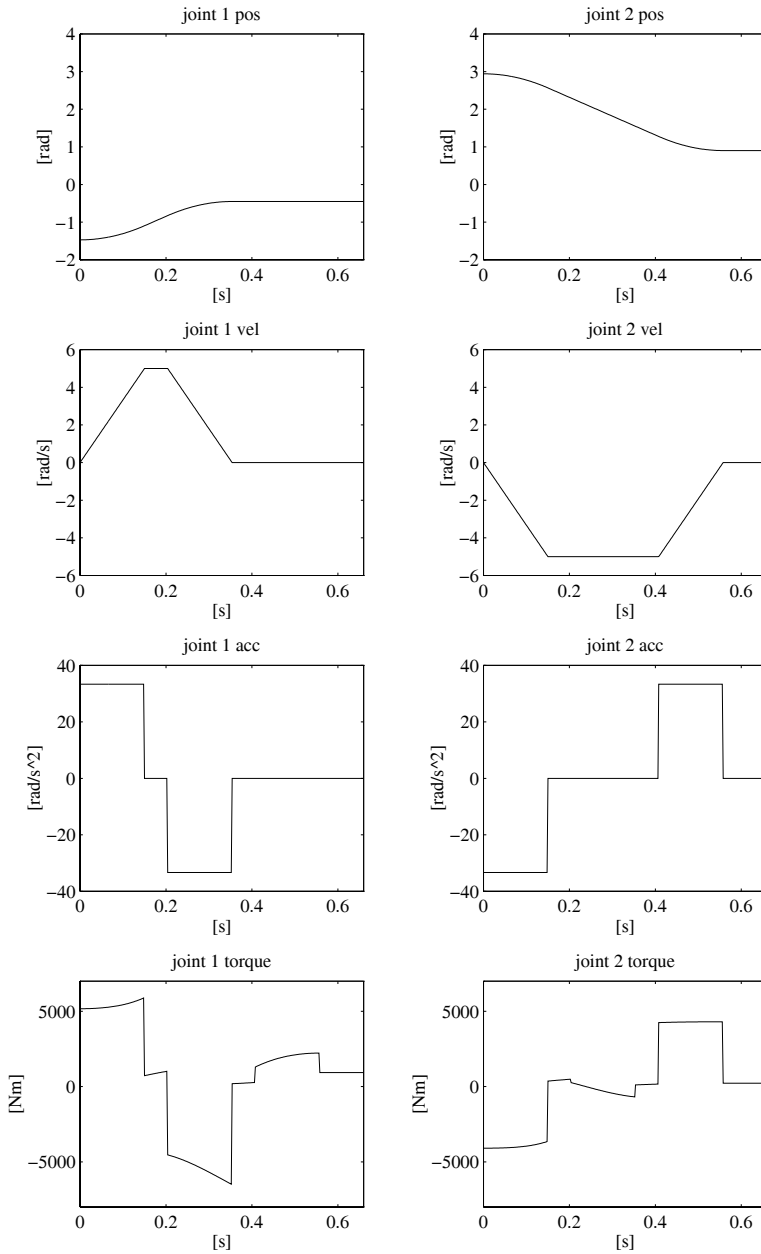 joint 1 pos
4
3
2
1
0
−1
−2
[rad]
0 0.2 0.4 0.6
[s]
joint 2 pos
4
3
2
1
0
−1
−2
[rad]
0 0.2 0.4 0.6
[s]
joint 1 vel
6
4
2
0
−2
−4
−6
[rad/s]
0 0.2 0.4 0.6
[s]
joint 2 vel
6
4
2
0
−2
−4
−6
[rad/s]
0 0.2 0.4 0.6
[s]
joint 1 acc
40
20
0
−20
−40
[rad/s^2]
0 0.2 0.4 0.6
[s]
joint 2 acc
40
20
0
−20
−40
[rad/s^2]
0 0.2 0.4 0.6
[s]
joint 1 torque
5000
0
−5000
[Nm]
0 0.2 0.4 0.6
[s]
joint 2 torque
5000
0
−5000
[Nm]
0 0.2 0.4 0.6
[s]